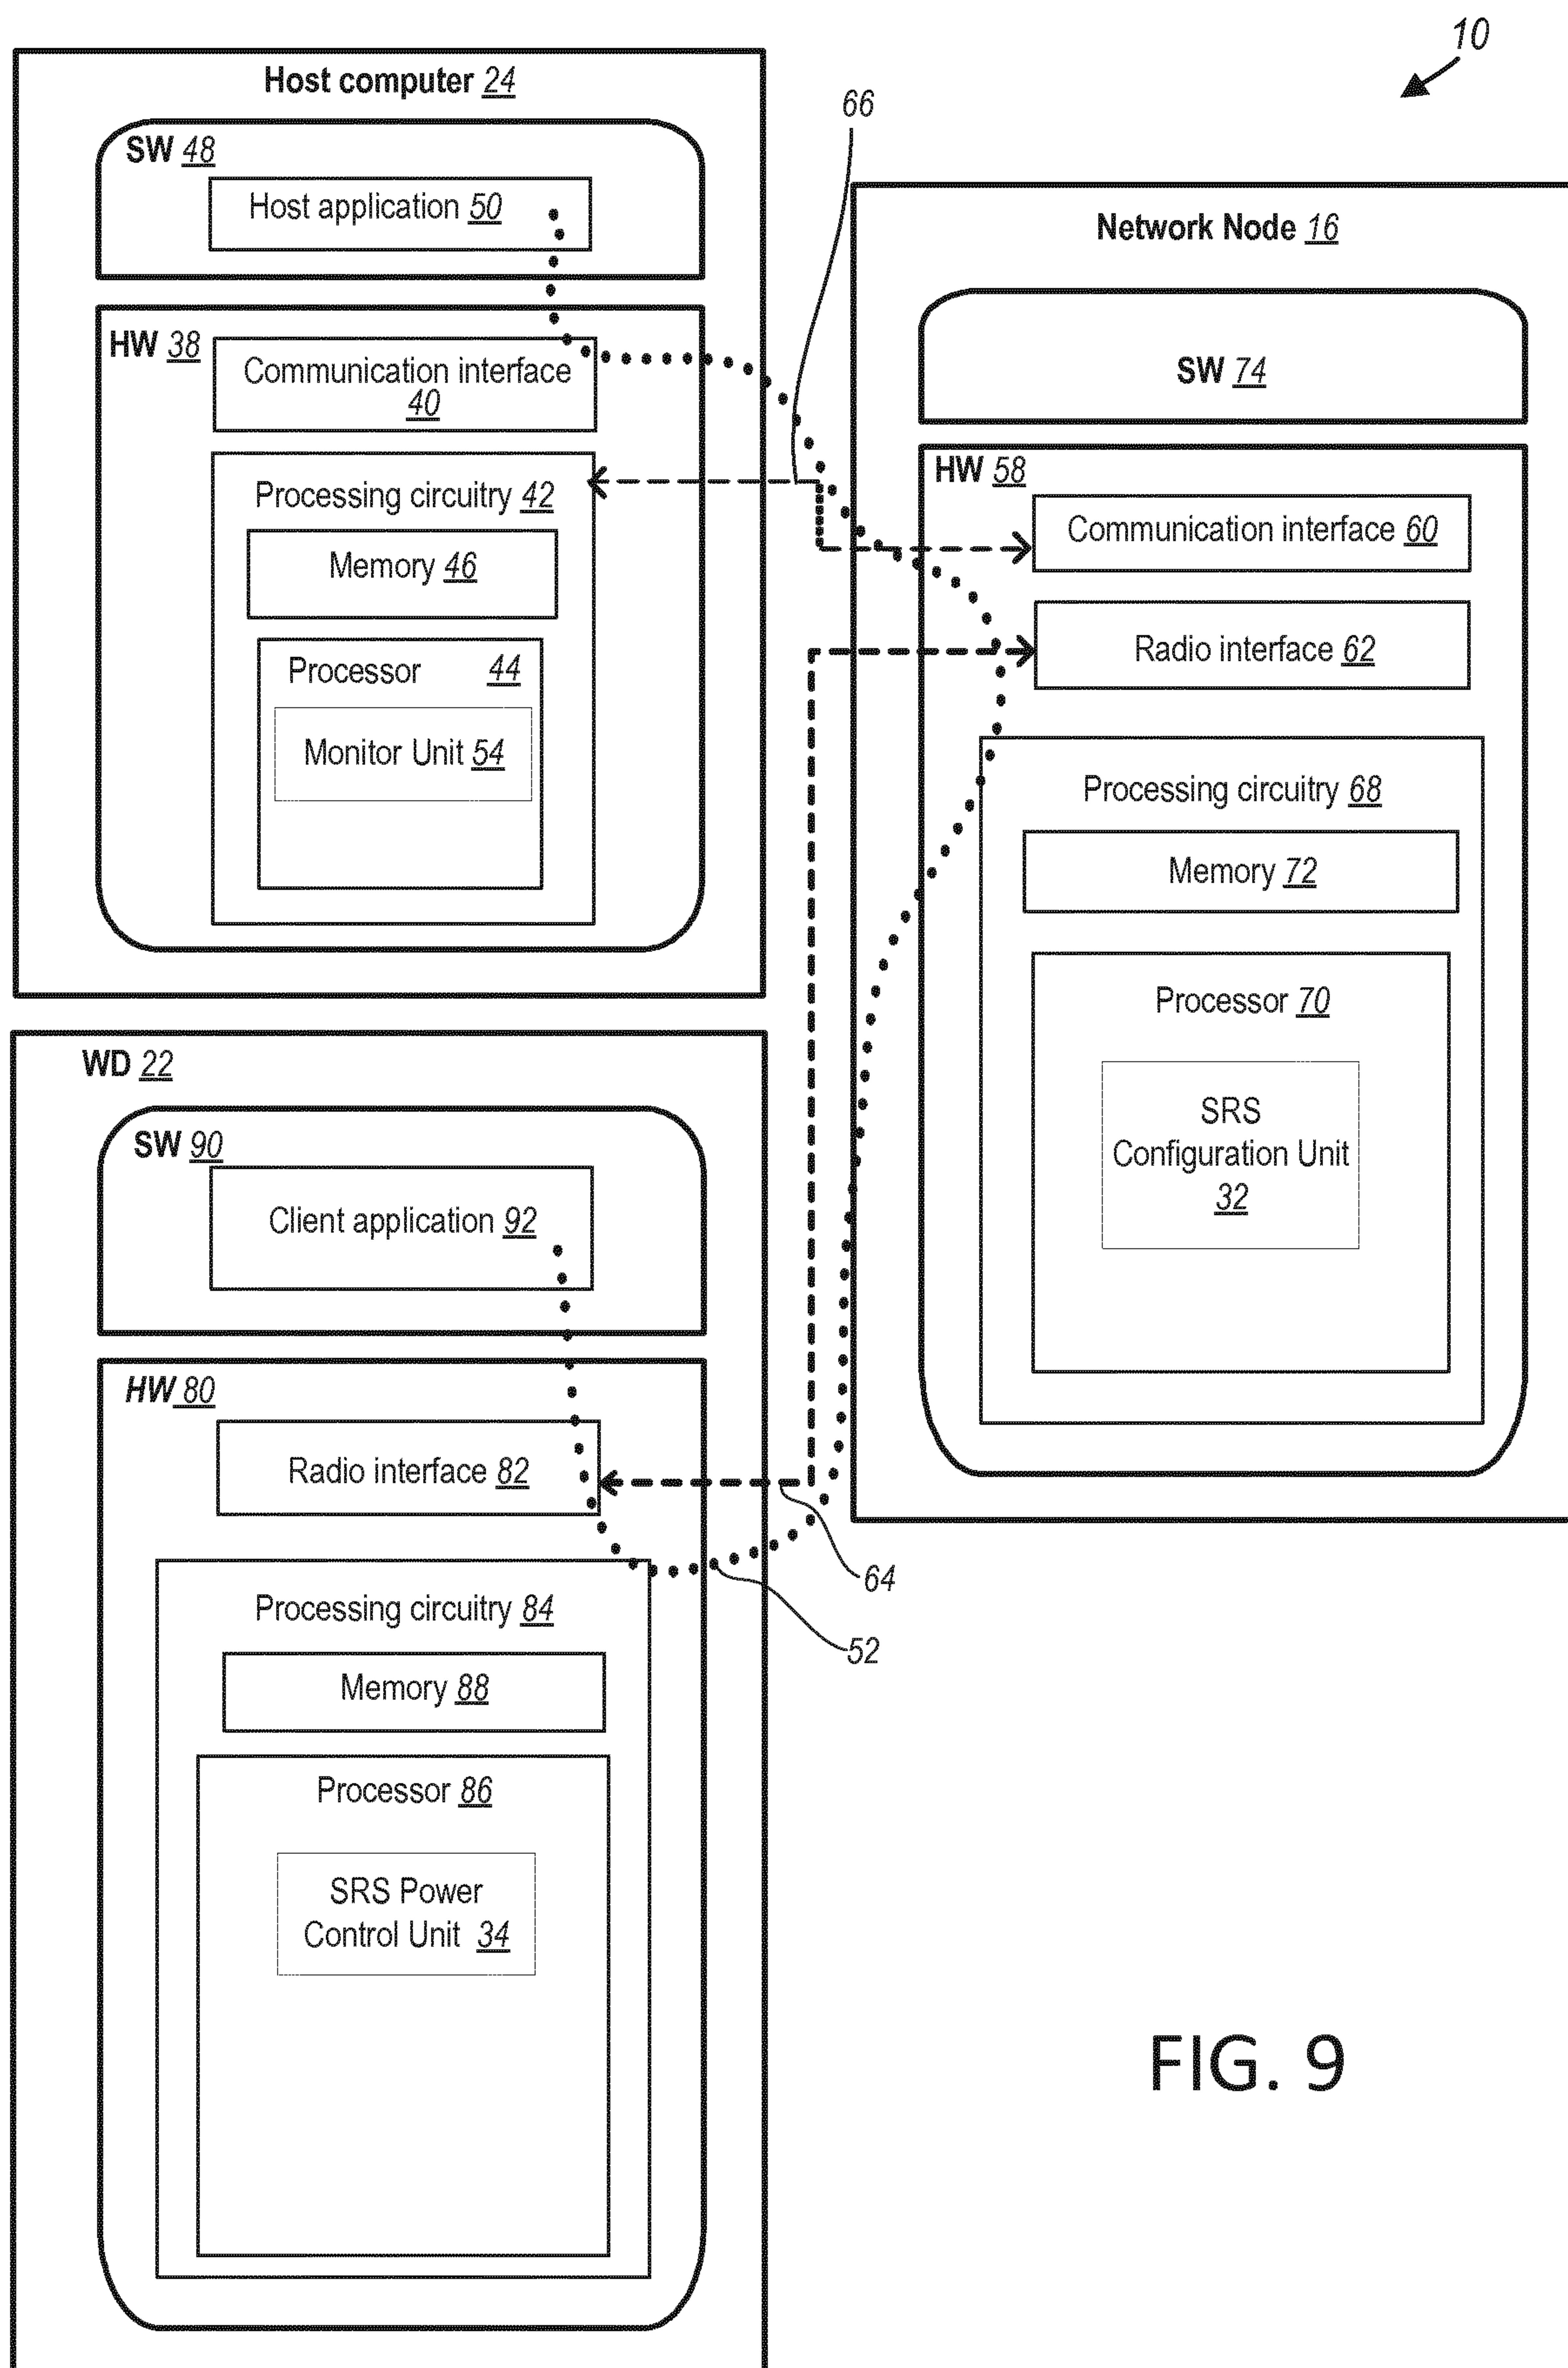 10
Host computer 24
66
SW 48
Host application 50
Network Node 16
HW 38
Communication interface
40
SW 74
Processing circuitry 42
HW 58
Communication interface 60
Memory 46
Radio interface 62
Processor 44
Monitor Unit 54
Processing circuitry 68
Memory 72
Processor 70
WD 22
SRS
Configuration Unit
32
SW 90
Client application 92
HW 80
Radio interface 82
64
Processing circuitry 84
52
Memory 88
Processor 86
SRS Power
Control Unit 34
FIG. 9